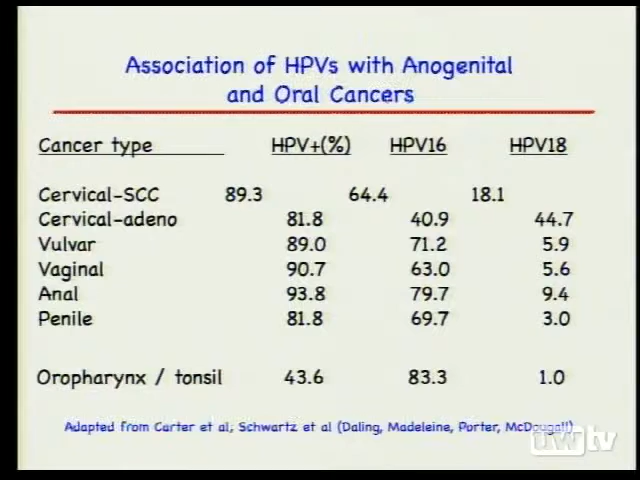 Association of HPVs with Anogenital
and Oral Cancers
Cancer type HPV+(%) HPV16 HPV18
Cervical-SCC 89.3 64.4 18.1
Cervical-adeno 81.8 40.9 44.7
Vulvar 89.0 71.2 5.9
Vaginal 90.7 63.0 5.6
Anal 93.8 79.7 9.4
Penile 81.8 69.7 3.0
Oropharynx / tonsil 43.6 83.3 1.0
Adapted from Carter et al; Schwartz et al (Daling, Madeleine, Porter, McDougall)
uwtv